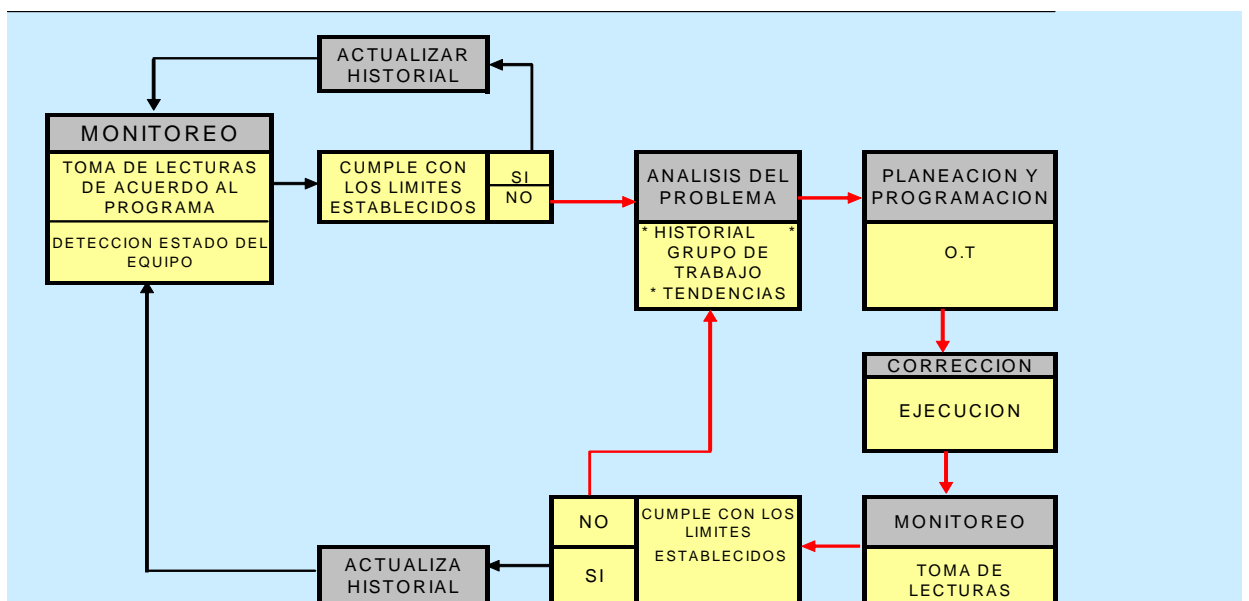 ACTUALIZAR
HISTORIAL
MONITOREO
TOMA DE LECTURAS
DE ACUERDO AL
PROGRAMA
DETECCION ESTADO DEL
EQUIPO
CUMPLE CON
LOS LIMITES
ESTABLECIDOS
SI
NO
ANALISIS DEL
PROBLEMA
* HISTORIAL *
GRUPO DE
TRABAJO
* TENDENCIAS
PLANEACION Y
PROGRAMACION
O.T
CORRECCION
EJECUCION
MONITOREO
TOMA DE
LECTURAS
CUMPLE CON LOS
LIMITES
ESTABLECIDOS
NO
SI
ACTUALIZA
HISTORIAL